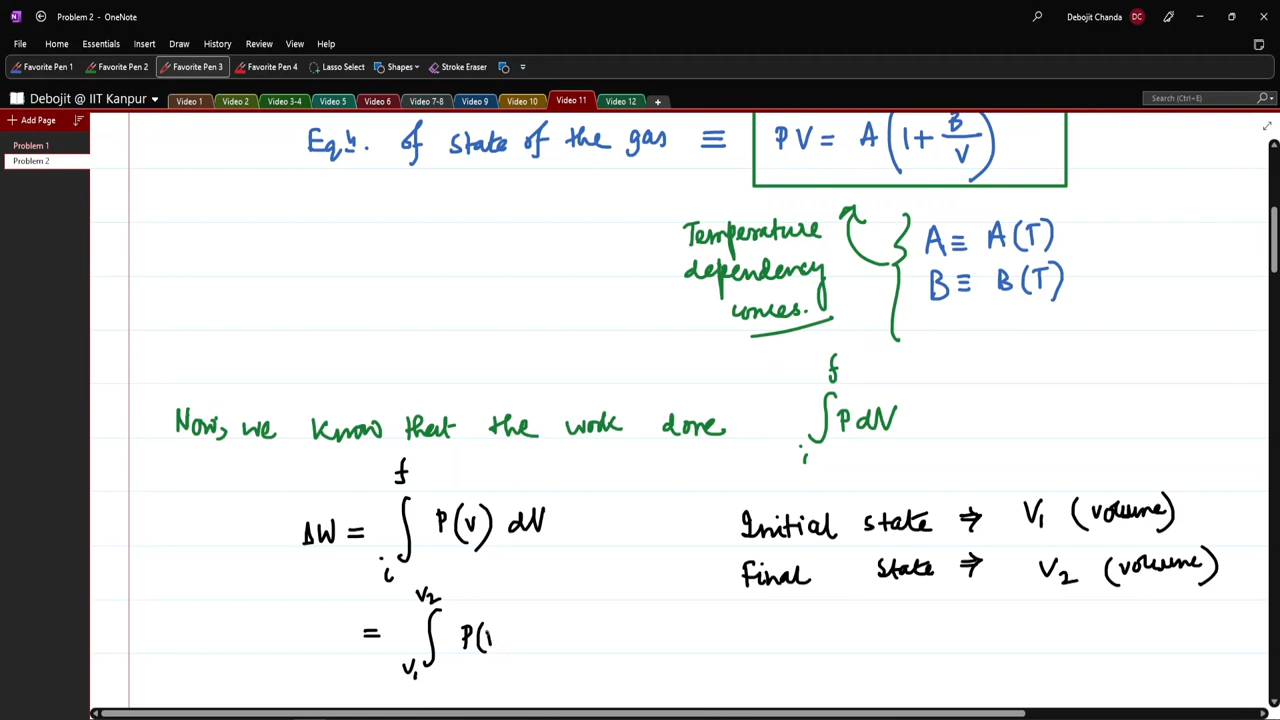 Problem 2 - OneNote
Debojit Chanda DC
File Home Essentials Insert Draw History Review View Help
Favorite Pen 1 Favorite Pen 2 Favorite Pen 3 Favorite Pen 4 Lasso Select Shapes Stroke Eraser
Debojit @ IIT Kanpur Video 1 Video 2 Video 3-4 Video 5 Video 6 Video 7-8 Video 9 Video 10 Video 11 Video 12 Search (Ctrl+E)
Add Page
Problem 1
Problem 2
Eqn. of state of the gas ≡ PV = A(1 + B/V)
Temperature
dependency
comes.
A ≡ A(T)
B ≡ B(T)
Now, we know that the work done ∫_i^f P dV
ΔW = ∫_i^f P(V) dV
Initial state ⇒ V1 (volume)
Final state ⇒ V2 (volume)
= ∫_V1^V2 P(